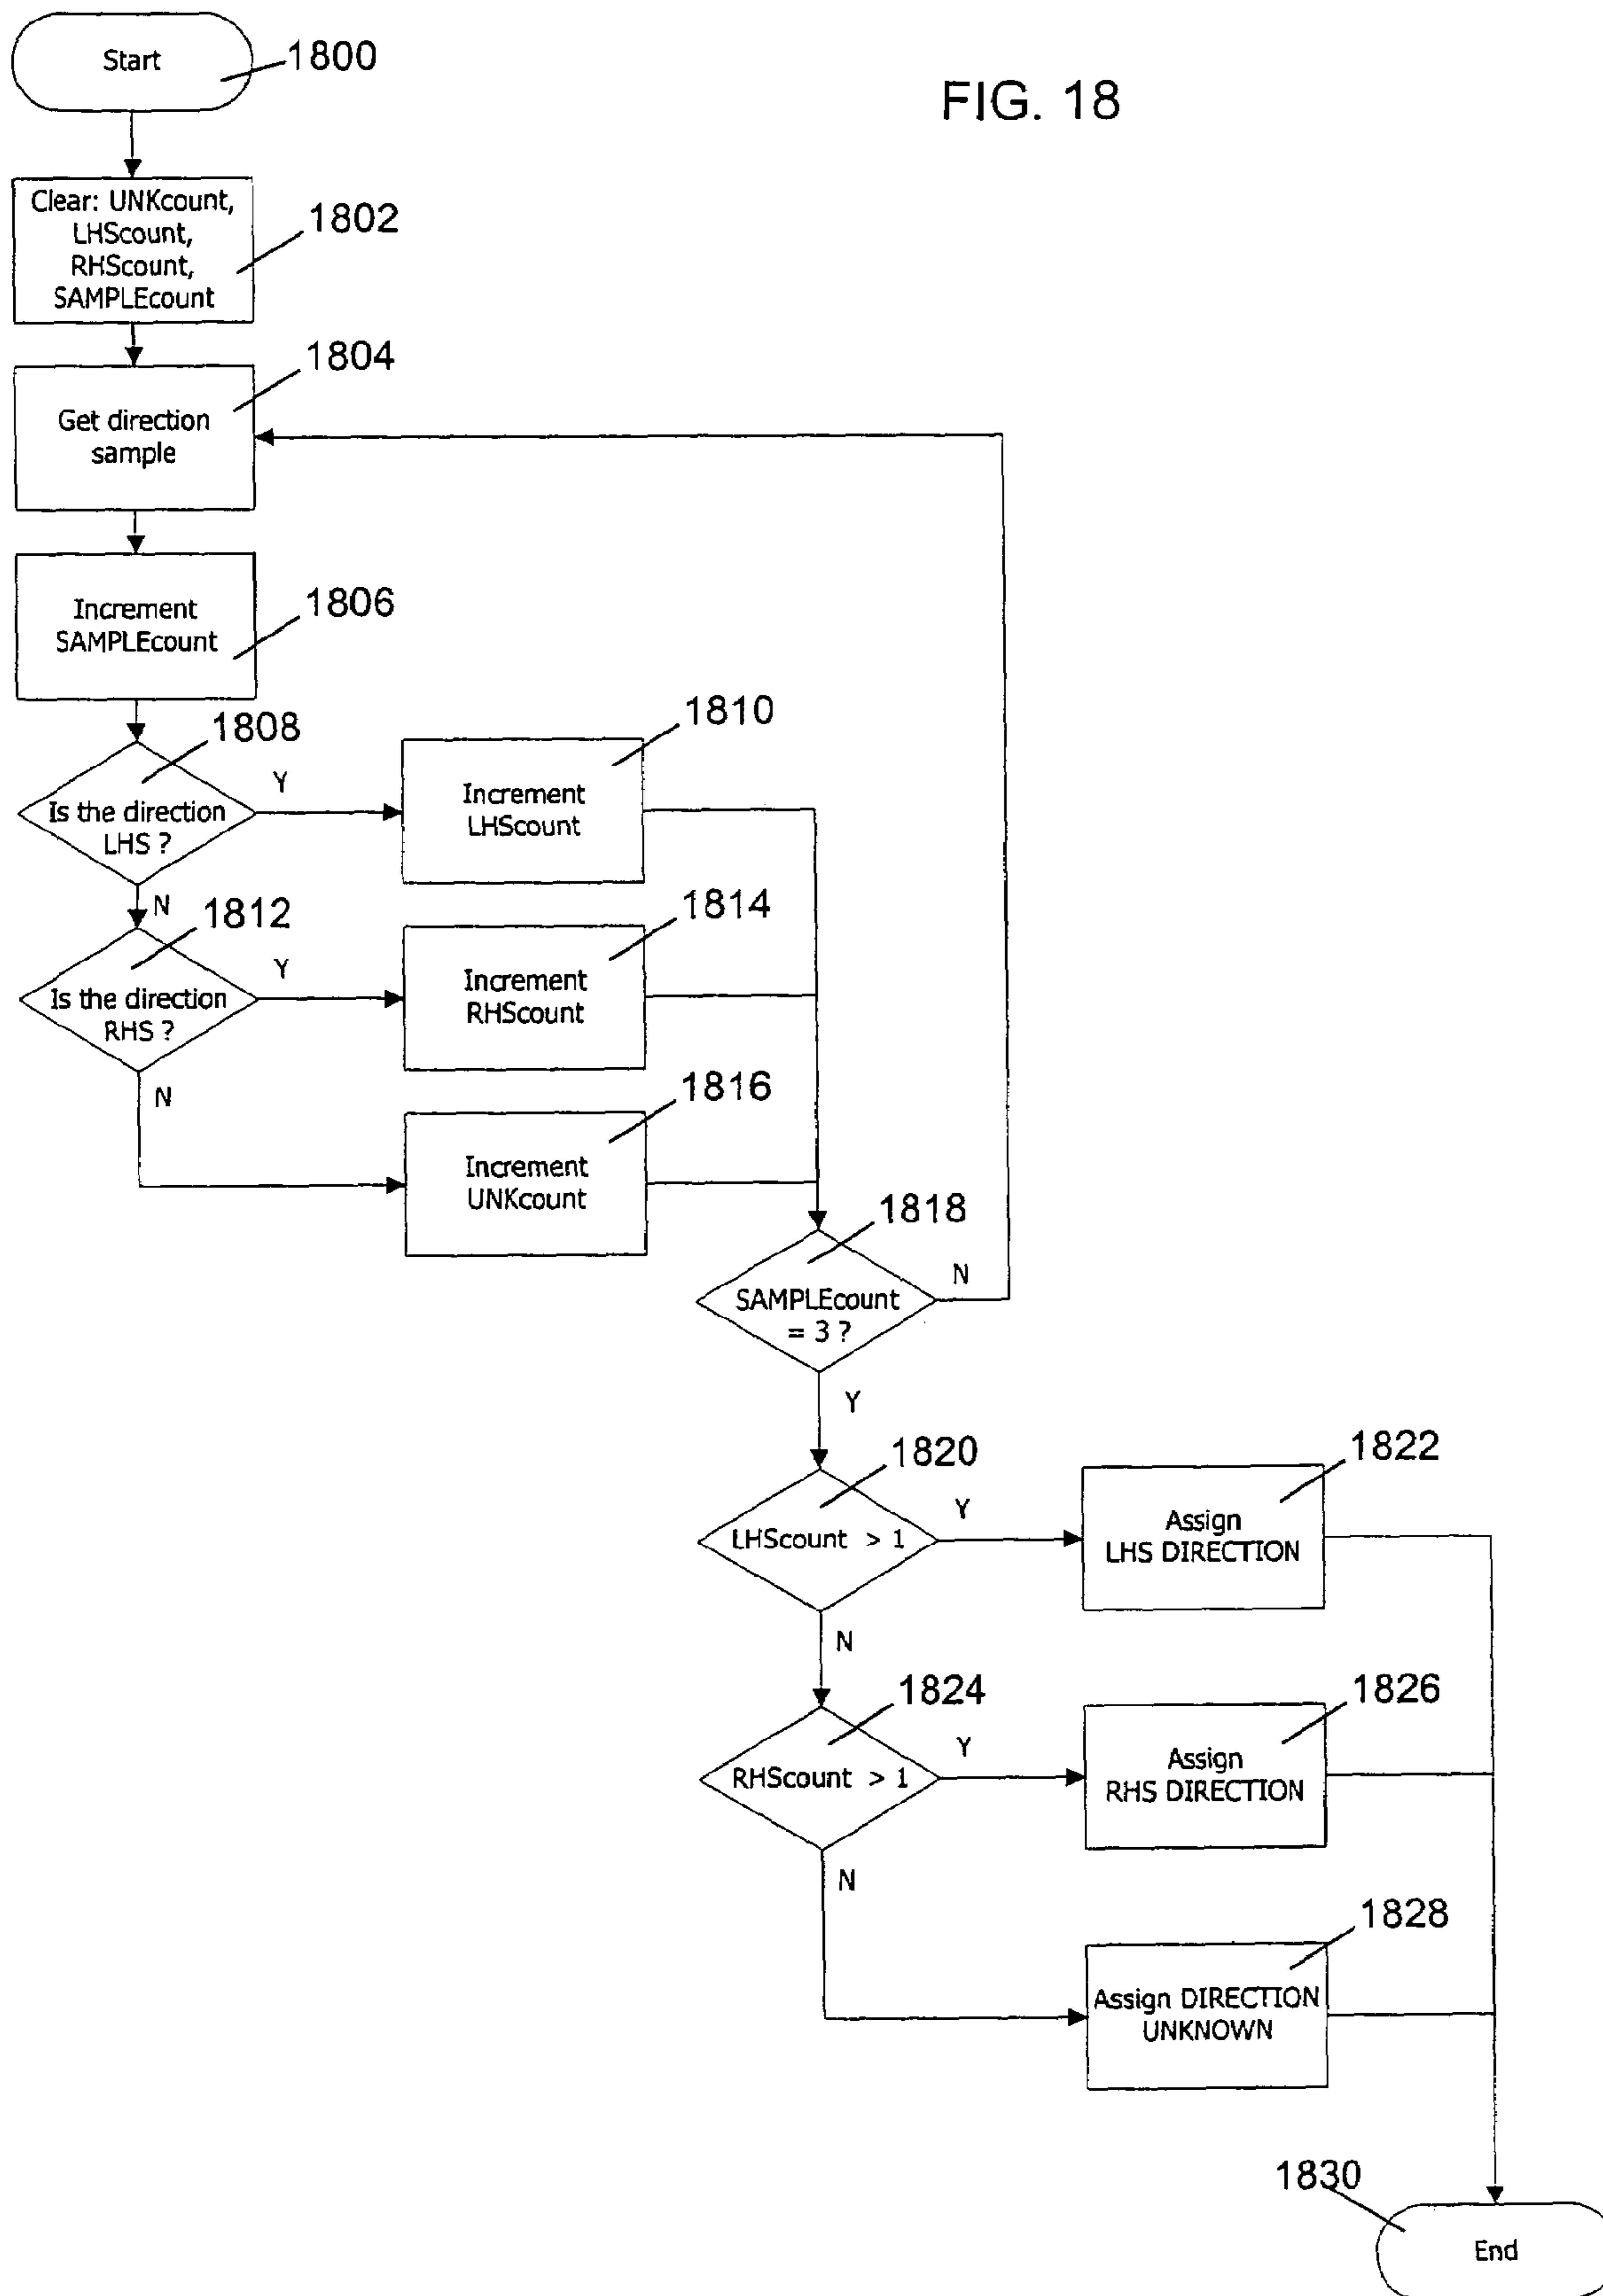 Start
1800
FIG. 18
Clear: UNKcount,
LHScount,
RHScount,
SAMPLEcount
1802
1804
Get direction
sample
Increment
SAMPLEcount
1806
1808
Is the direction
LHS ?
Y
N
1810
Increment
LHScount
1812
Is the direction
RHS ?
Y
N
1814
Increment
RHScount
1816
Increment
UNKcount
1818
SAMPLEcount
= 3 ?
N
Y
1820
LHScount > 1
Y
N
1822
Assign
LHS DIRECTION
1824
RHScount > 1
Y
N
1826
Assign
RHS DIRECTION
1828
Assign DIRECTION
UNKNOWN
1830
End